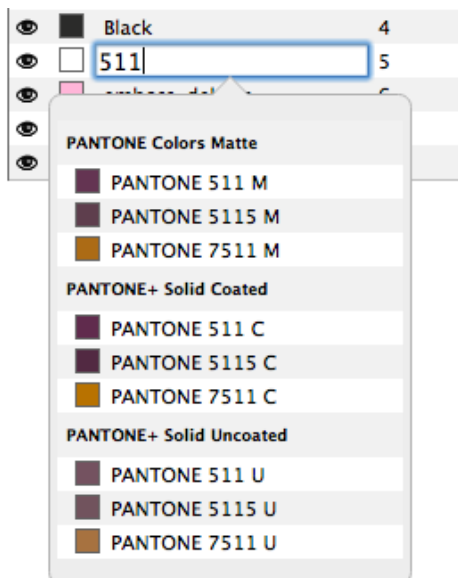 Black 4
511 5
PANTONE Colors Matte
PANTONE 511 M
PANTONE 5115 M
PANTONE 7511 M
PANTONE+ Solid Coated
PANTONE 511 C
PANTONE 5115 C
PANTONE 7511 C
PANTONE+ Solid Uncoated
PANTONE 511 U
PANTONE 5115 U
PANTONE 7511 U